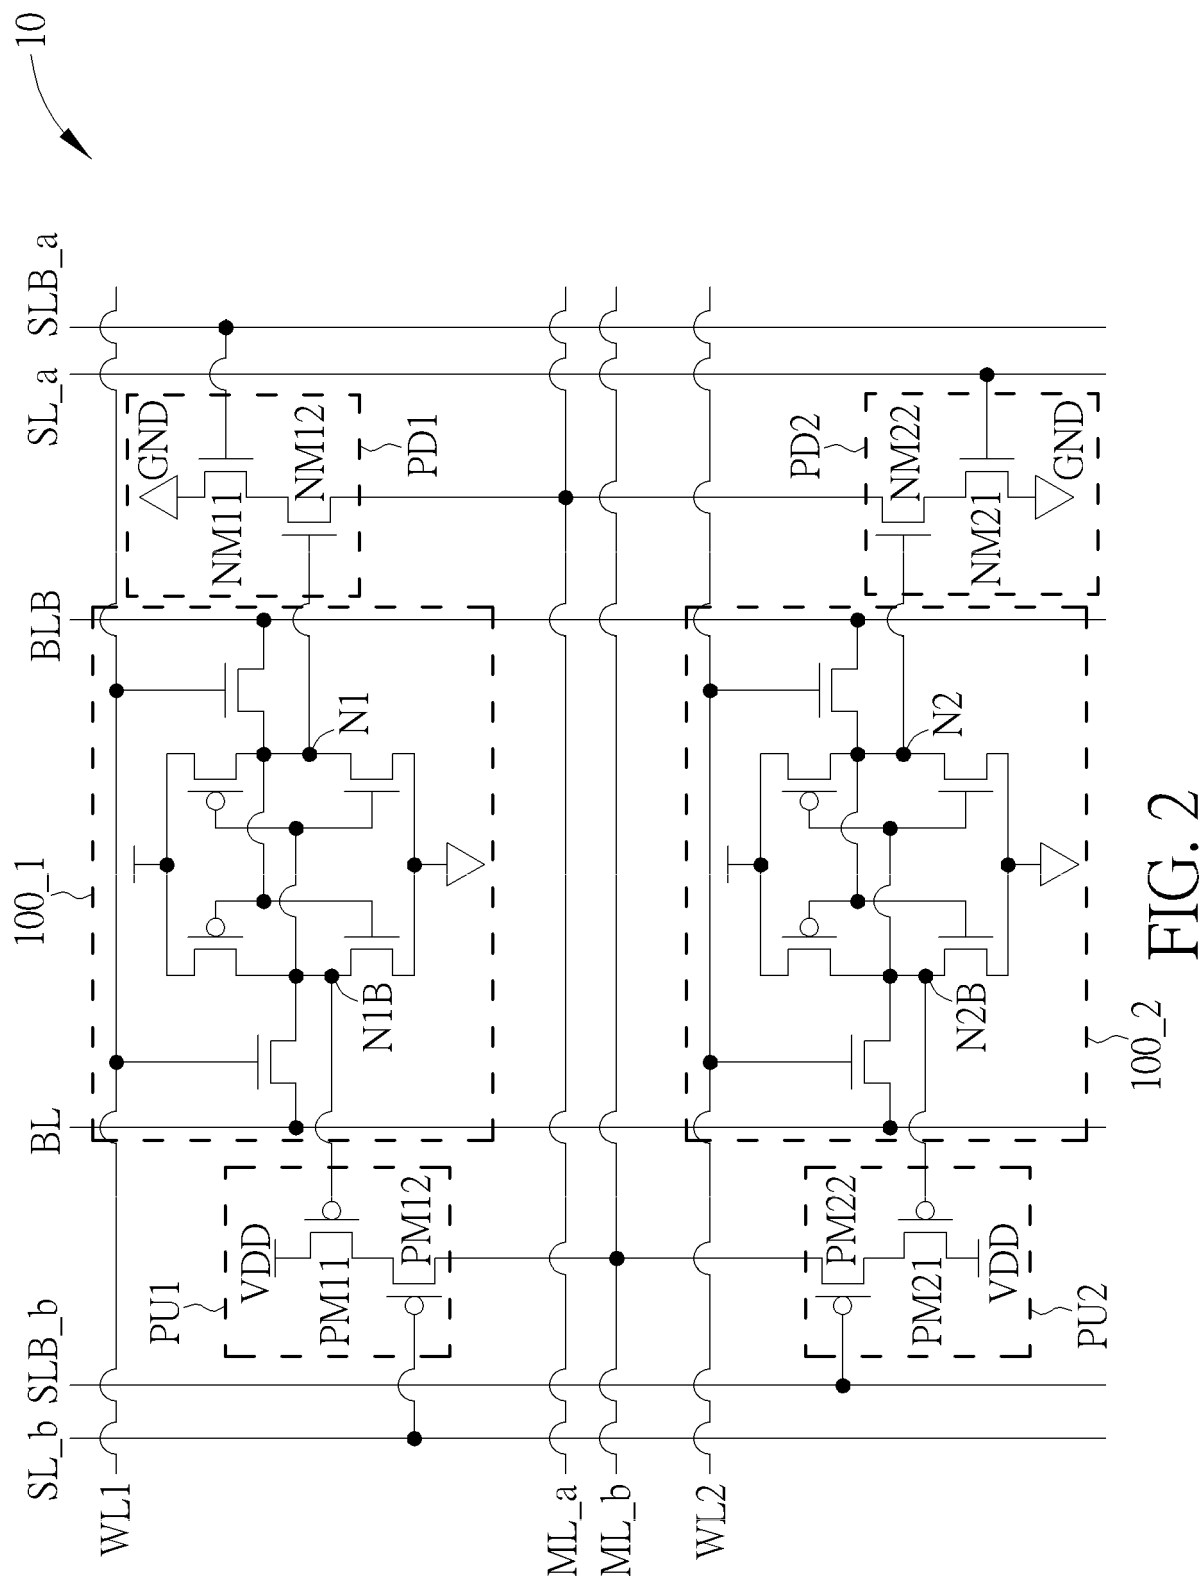 10
SL_b
SLB_b
BL
BLB
SL_a
SLB_a
WL1
100_1
PU1
VDD
PM11
PM12
N1B
N1
GND
NM11
NM12
PD1
ML_a
ML_b
WL2
PM22
PM21
VDD
PU2
N2B
N2
100_2
PD2
NM22
NM21
GND
FIG. 2